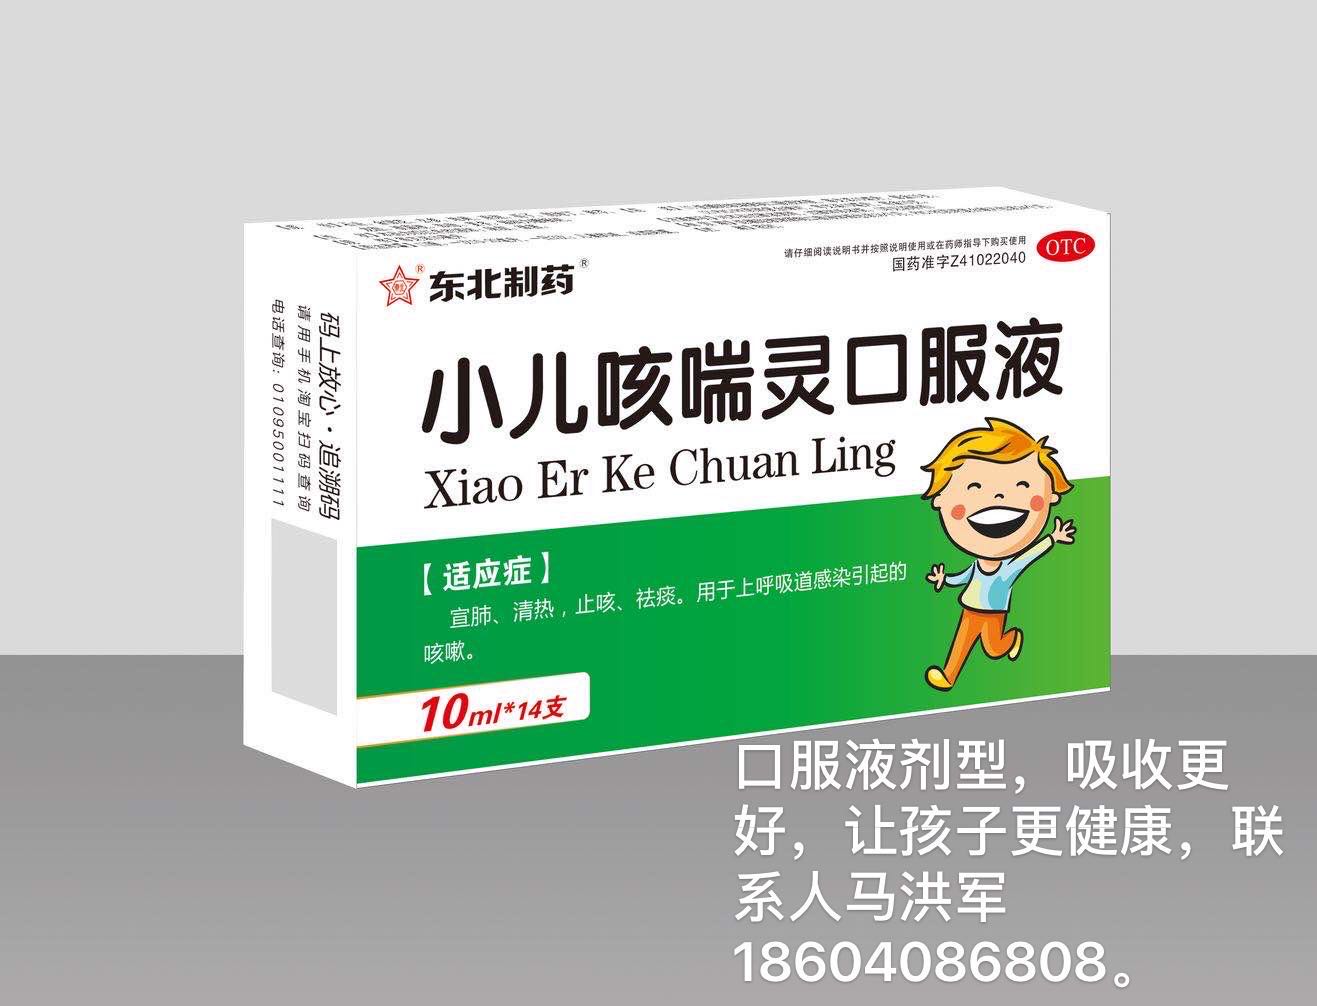 请仔细阅读说明书并按照说明使用或在药师指导下购买使用
国药准字Z41022040
OTC
东北制药
小儿咳喘灵口服液
Xiao Er Ke Chuan Ling
【适应症】
宣肺、清热，止咳、祛痰。用于上呼吸道感染引起的
咳嗽。
10ml*14支
码上放心·追溯码
请用手机淘宝扫码查询
电话查询: 01095001111
口服液剂型，吸收更
好，让孩子更健康，联
系人马洪军
18604086808。